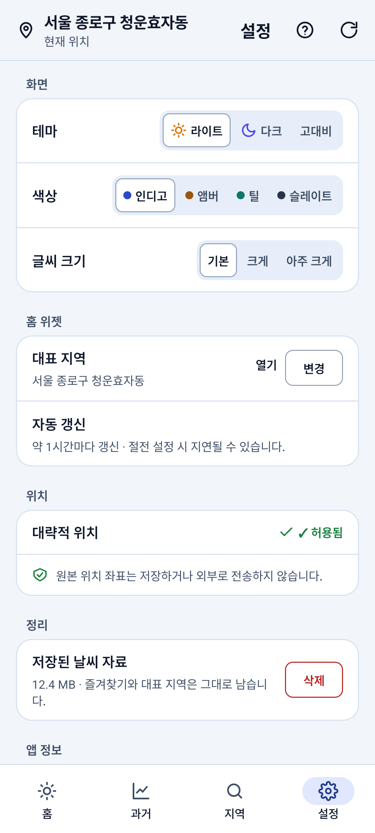 서울 종로구 청운효자동
현재 위치
설정
화면
테마
라이트
다크
고대비
색상
인디고
앰버
틸
슬레이트
글씨 크기
기본
크게
아주 크게
홈 위젯
대표 지역
서울 종로구 청운효자동
열기
변경
자동 갱신
약 1시간마다 갱신 · 절전 설정 시 지연될 수 있습니다.
위치
대략적 위치
✓ 허용됨
원본 위치 좌표는 저장하거나 외부로 전송하지 않습니다.
정리
저장된 날씨 자료
12.4 MB · 즐겨찾기와 대표 지역은 그대로 남습니
다.
삭제
앱 정보
홈
과거
지역
설정